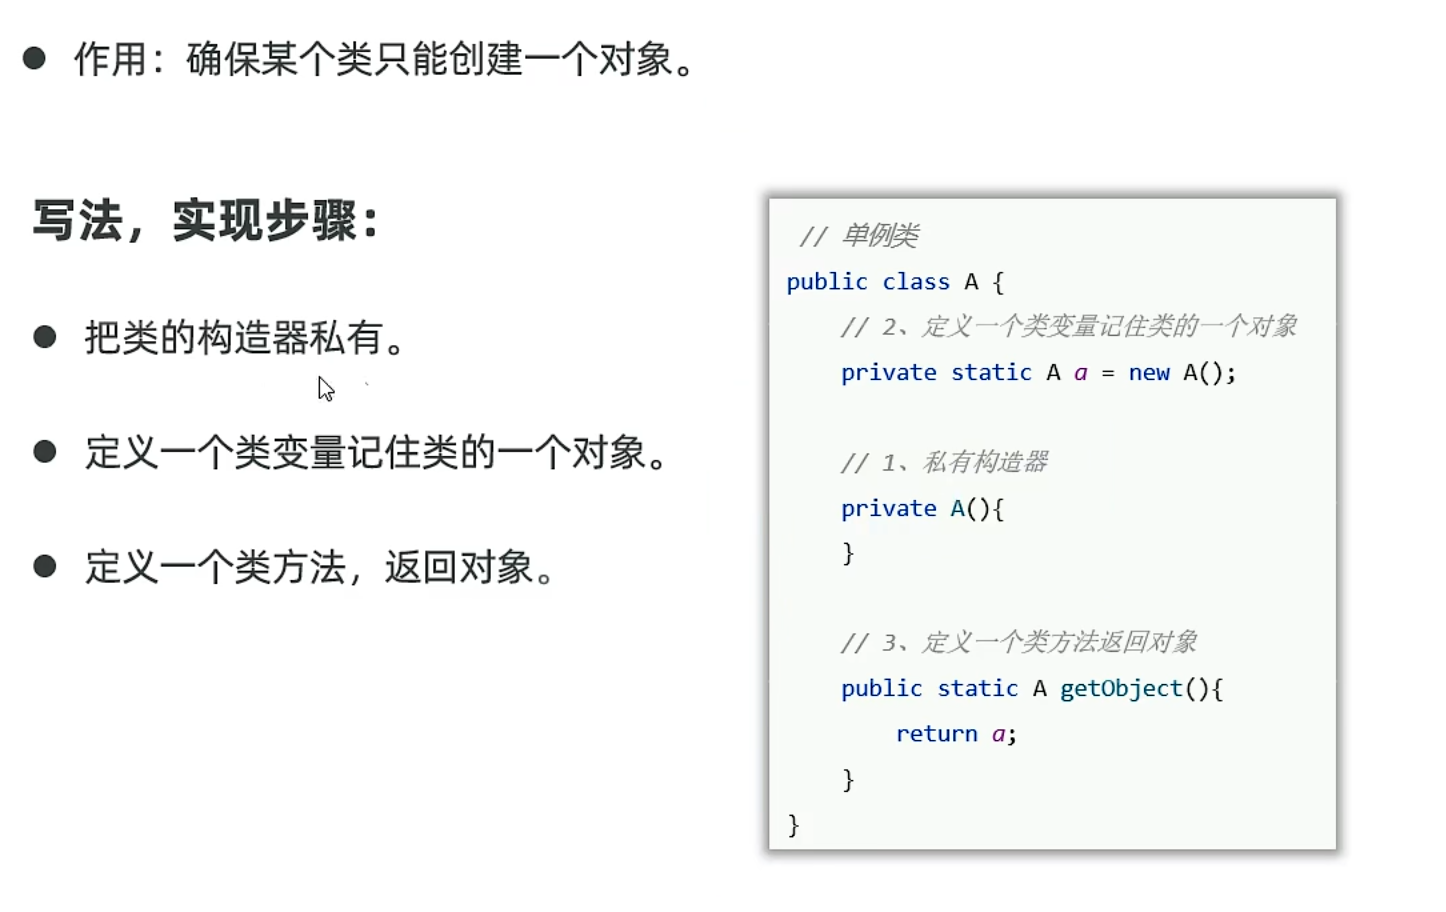 作用：确保某个类只能创建一个对象。
写法，实现步骤：
把类的构造器私有。
定义一个类变量记住类的一个对象。
定义一个类方法，返回对象。
// 单例类
public class A {
// 2、定义一个类变量记住类的一个对象
private static A a = new A();
// 1、私有构造器
private A(){
}
// 3、定义一个类方法返回对象
public static A getObject(){
return a;
}
}